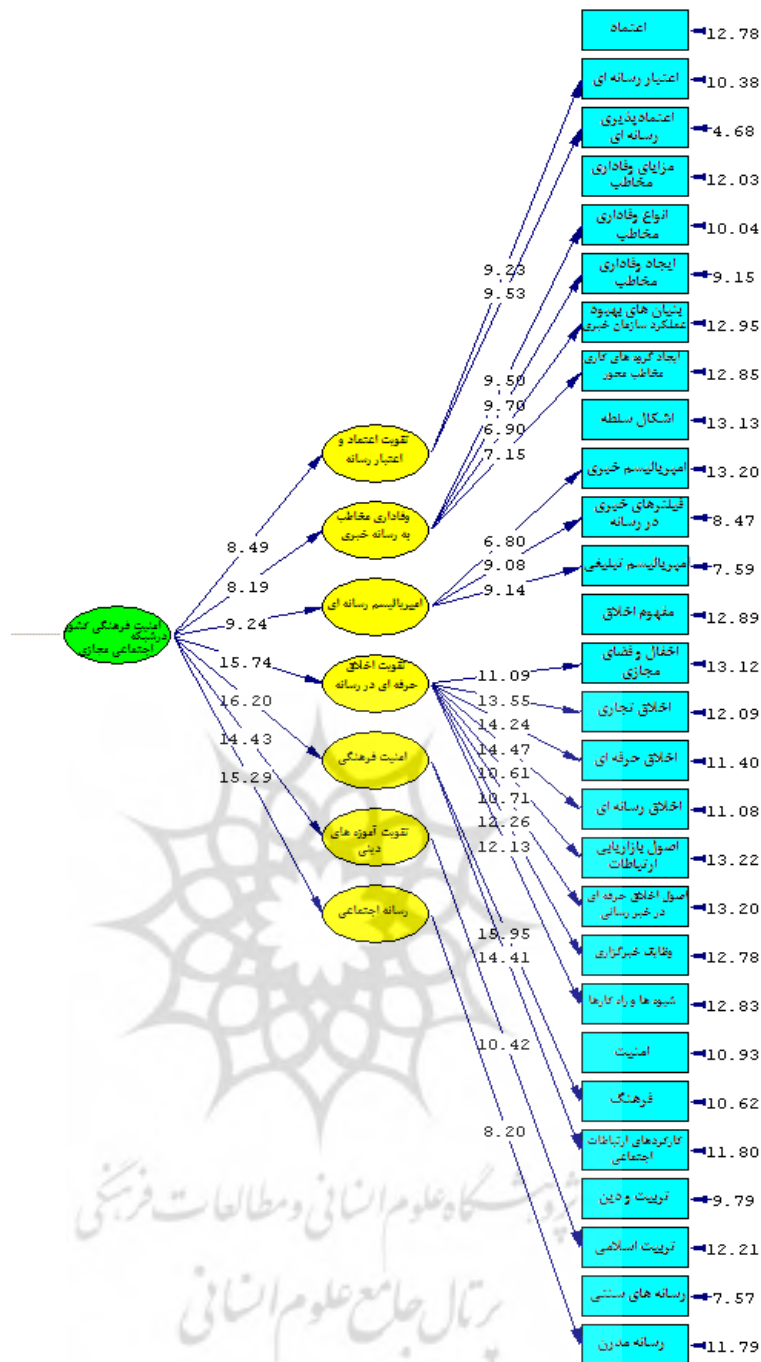 اعتماد
12.78
اعتبار رسانه ای
10.38
اعتمادپذیری
رسانه ای
4.68
مزایای وفاداری
مخاطب
12.03
انواع وفاداری
مخاطب
10.04
ایجاد وفاداری
مخاطب
9.15
بنیان های بهبود
عملکرد سازمان خبری
12.95
ایجاد گروه های کاری
مخاطب محور
12.85
اشکال سلطه
13.13
امپریالیسم خبری
13.20
فیلترهای خبری
در رسانه
8.47
امپریالیسم تبلیغی
7.59
مفهوم اخلاق
12.89
اخفال و فضای
مجازی
13.12
اخلاق تجاری
12.09
اخلاق حرفه ای
11.40
اخلاق رسانه ای
11.08
اصول بازاریابی
ارتباطات
13.22
اصول اخلاق حرفه ای
در خبر رسانی
13.20
وظایف خبرگزاری
12.78
شیوه ها و راه کارها
12.83
امنیت
10.93
فرهنگ
10.62
کارکردهای ارتباطات
اجتماعی
11.80
تربیت و دین
9.79
تربیت اسلامی
12.21
رسانه های سنتی
7.57
رسانه مدرن
11.79
9.23
9.53
9.50
9.70
6.90
7.15
6.80
9.08
9.14
11.09
13.55
14.24
14.47
10.61
10.71
12.26
12.13
15.95
14.41
10.42
8.20
تقویت اعتماد و
اعتبار رسانه
وفاداری مخاطب
به رسانه خبری
امپریالیسم رسانه ای
تقویت اخلاق
حرفه ای در رسانه
امنیت فرهنگی
تقویت آموزه های
دینی
رسانه اجتماعی
8.49
8.19
9.24
15.74
16.20
14.43
15.29
امنیت فرهنگی کشور
درشبکه
اجتماعی مجازی
پژوهشگاه علوم انسانی و مطالعات فرهنگی
پرتال جامع علوم انسانی